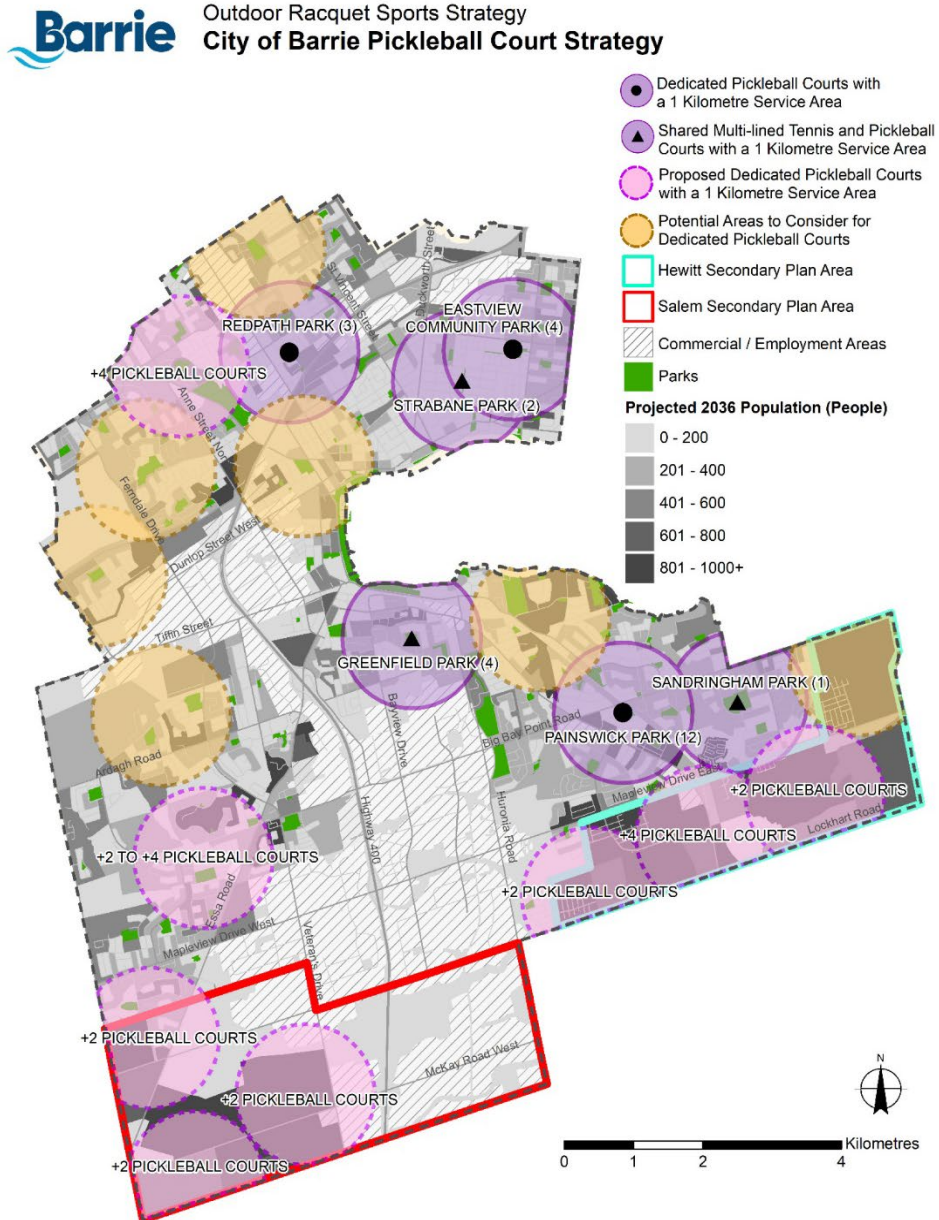 Barrie
Outdoor Racquet Sports Strategy
City of Barrie Pickleball Court Strategy
Dedicated Pickleball Courts with
a 1 Kilometre Service Area
Shared Multi-lined Tennis and Pickleball
Courts with a 1 Kilometre Service Area
Proposed Dedicated Pickleball Courts
with a 1 Kilometre Service Area
Potential Areas to Consider for
Dedicated Pickleball Courts
Hewitt Secondary Plan Area
Salem Secondary Plan Area
Commercial / Employment Areas
Parks
Projected 2036 Population (People)
0 - 200
201 - 400
401 - 600
601 - 800
801 - 1000+
St Vincent Street
Duckworth Street
REDPATH PARK (3)
EASTVIEW
COMMUNITY PARK (4)
+4 PICKLEBALL COURTS
STRABANE PARK (2)
Anne Street Nor
Ferndale Drive
Dunlop Street West
Tiffin Street
GREENFIELD PARK (4)
SANDRINGHAM PARK (1)
Bayview Drive
Big Bay Point Road
PAINSWICK PARK (12)
Ardagh Road
Mapleview Drive East
+2 PICKLEBALL COURTS
Highway 400
Huronia Road
Lockhart Road
+4 PICKLEBALL COURTS
+2 TO +4 PICKLEBALL COURTS
+2 PICKLEBALL COURTS
Essa Road
Mapleview Drive West
Veteran's Drive
+2 PICKLEBALL COURTS
McKay Road West
+2 PICKLEBALL COURTS
+2 PICKLEBALL COURTS
N
Kilometres
0 1 2 4